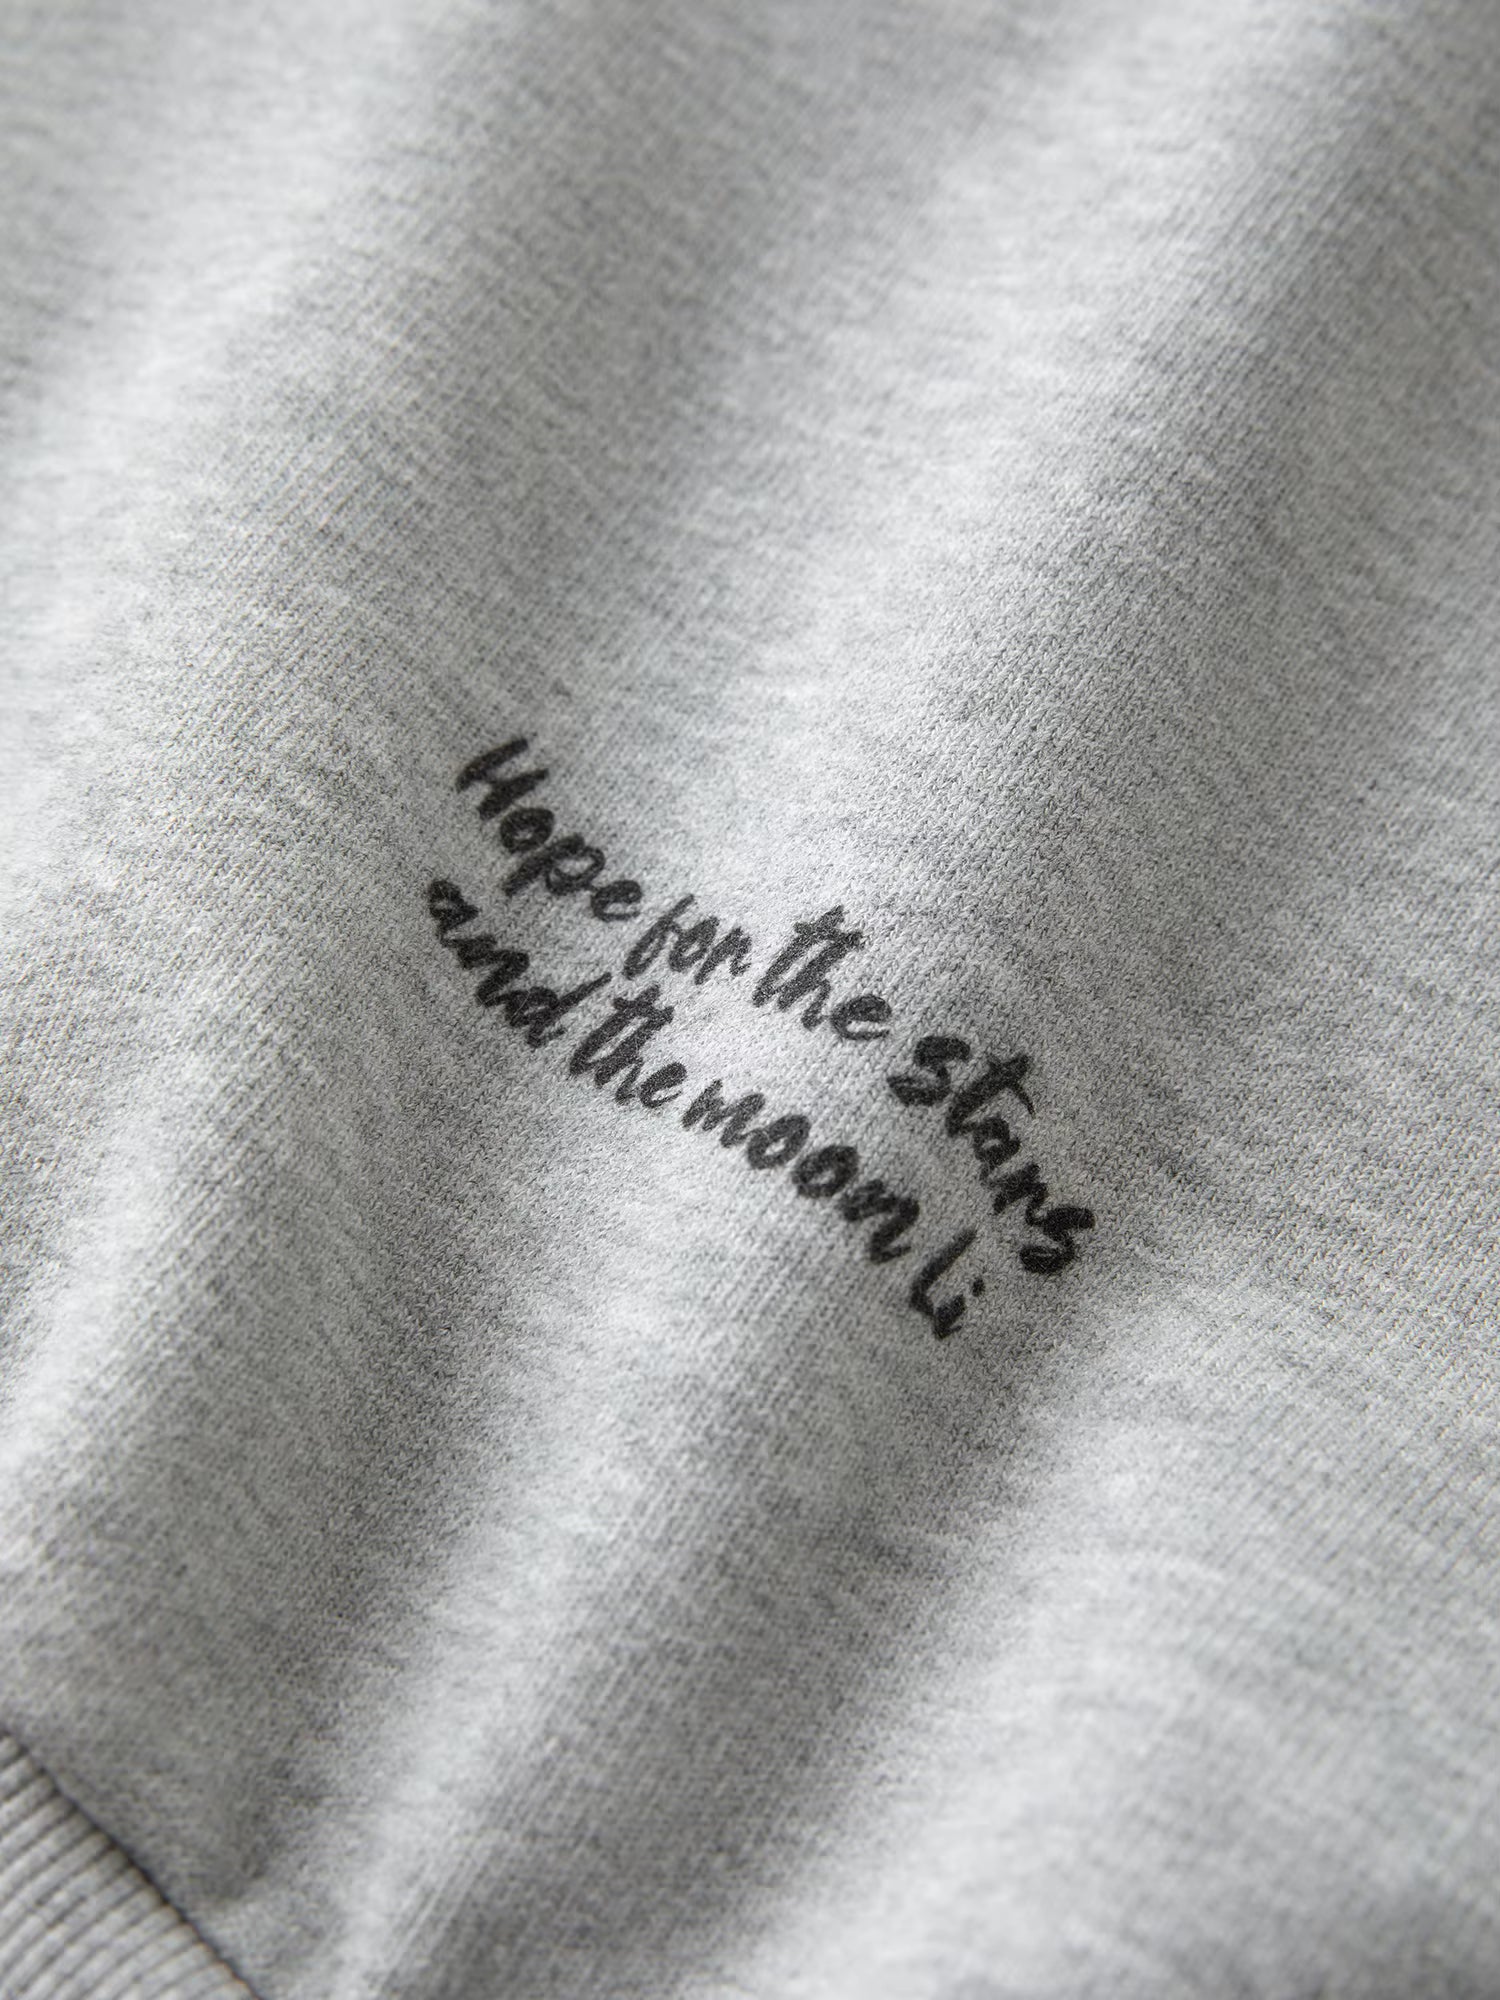 Hope for the stars
and the moon li